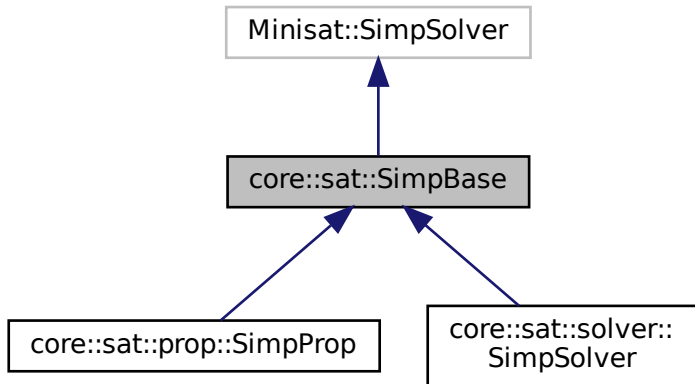 Minisat::SimpSolver
core::sat::SimpBase
core::sat::prop::SimpProp
core::sat::solver::
SimpSolver